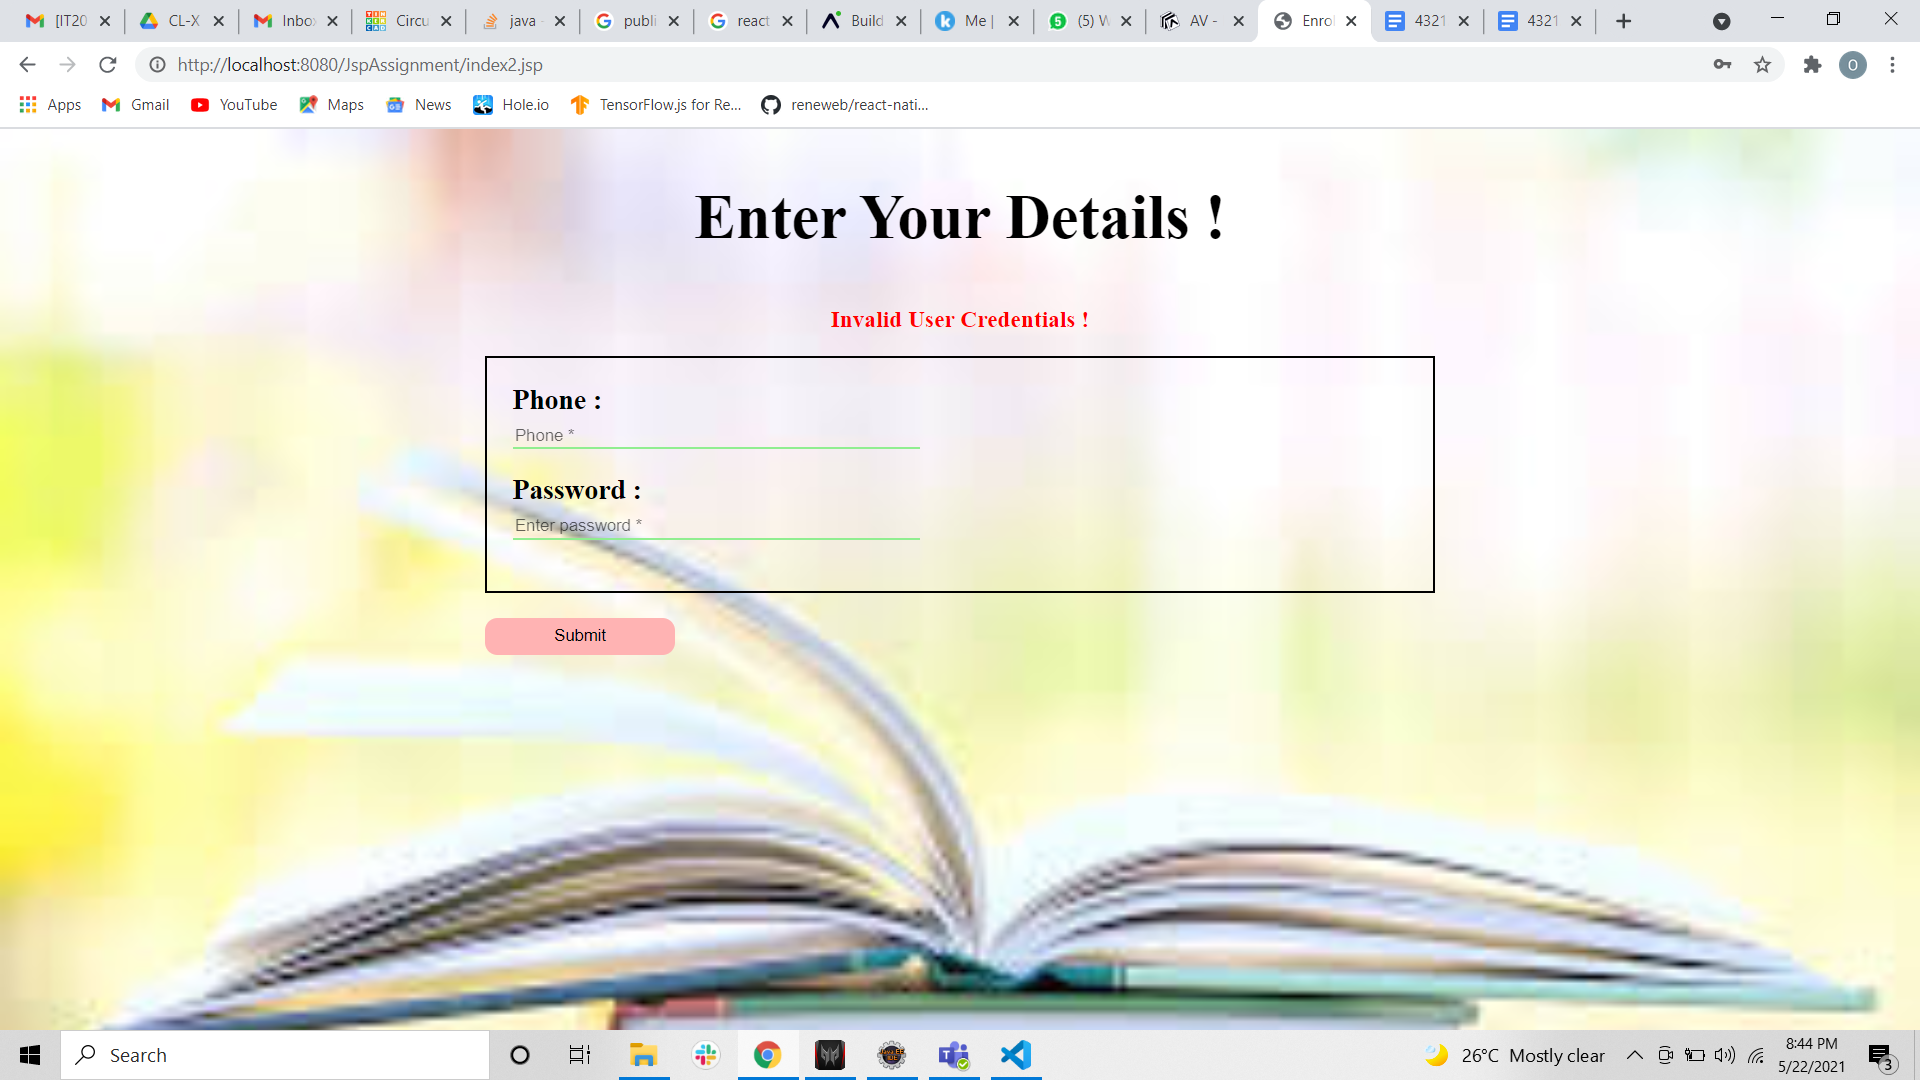 [IT20
CL-X
Inbo
Circu
java
publi
react
Build
Me |
(5) W
AV -
Enrol
4321
4321
http://localhost:8080/JspAssignment/index2.jsp
O
Apps
Gmail
YouTube
Maps
News
Hole.io
TensorFlow.js for Re...
reneweb/react-nati...
Enter Your Details !
Invalid User Credentials !
Phone :
Phone *
Password :
Enter password *
Submit
Search
26°C Mostly clear
8:44 PM
5/22/2021
3